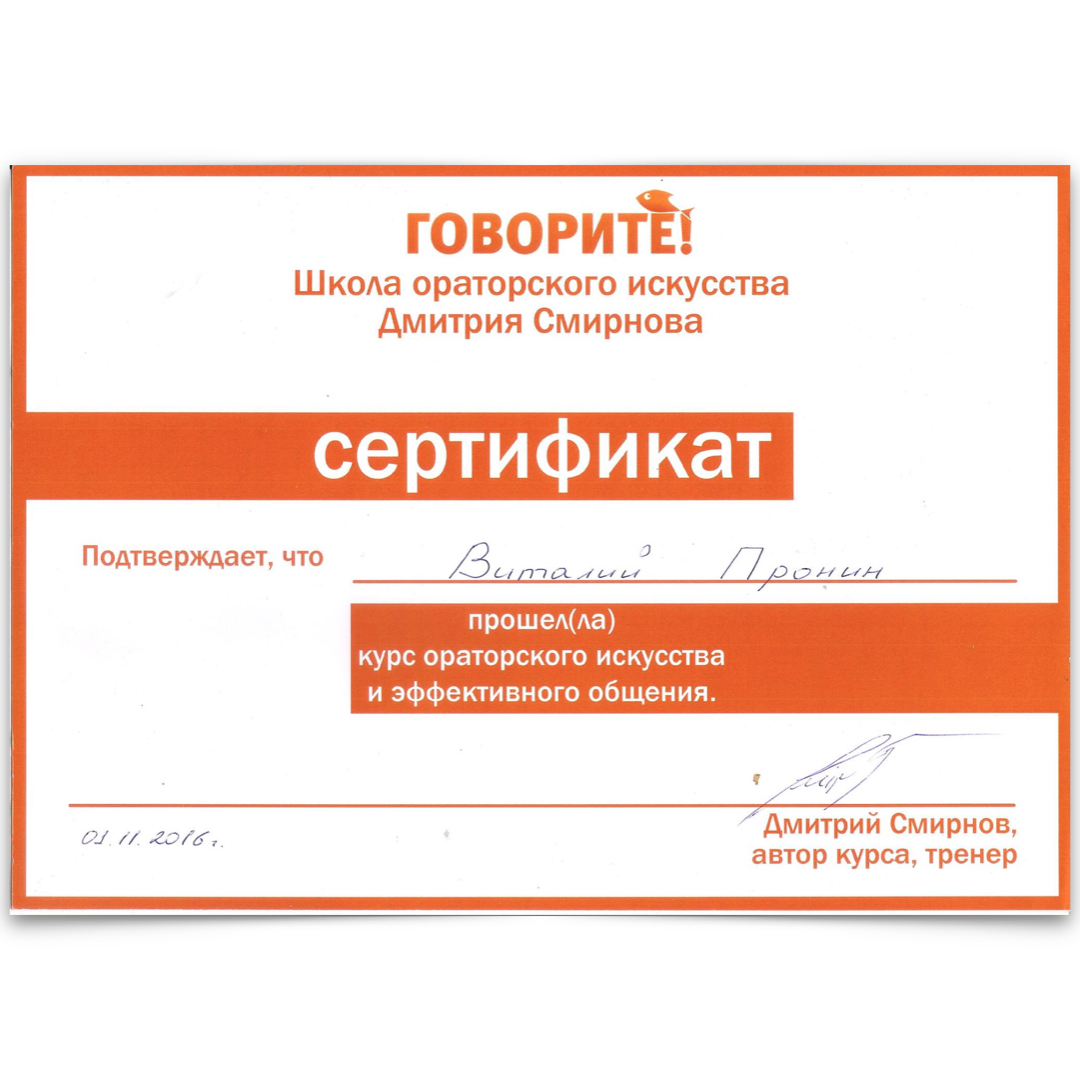 ГОВОРИТЕ!
Школа ораторского искусства
Дмитрия Смирнова
сертификат
Подтверждает, что Виталий Пронин
прошел(ла)
курс ораторского искусства
и эффективного общения.
01.11.2016г.
Дмитрий Смирнов,
автор курса, тренер